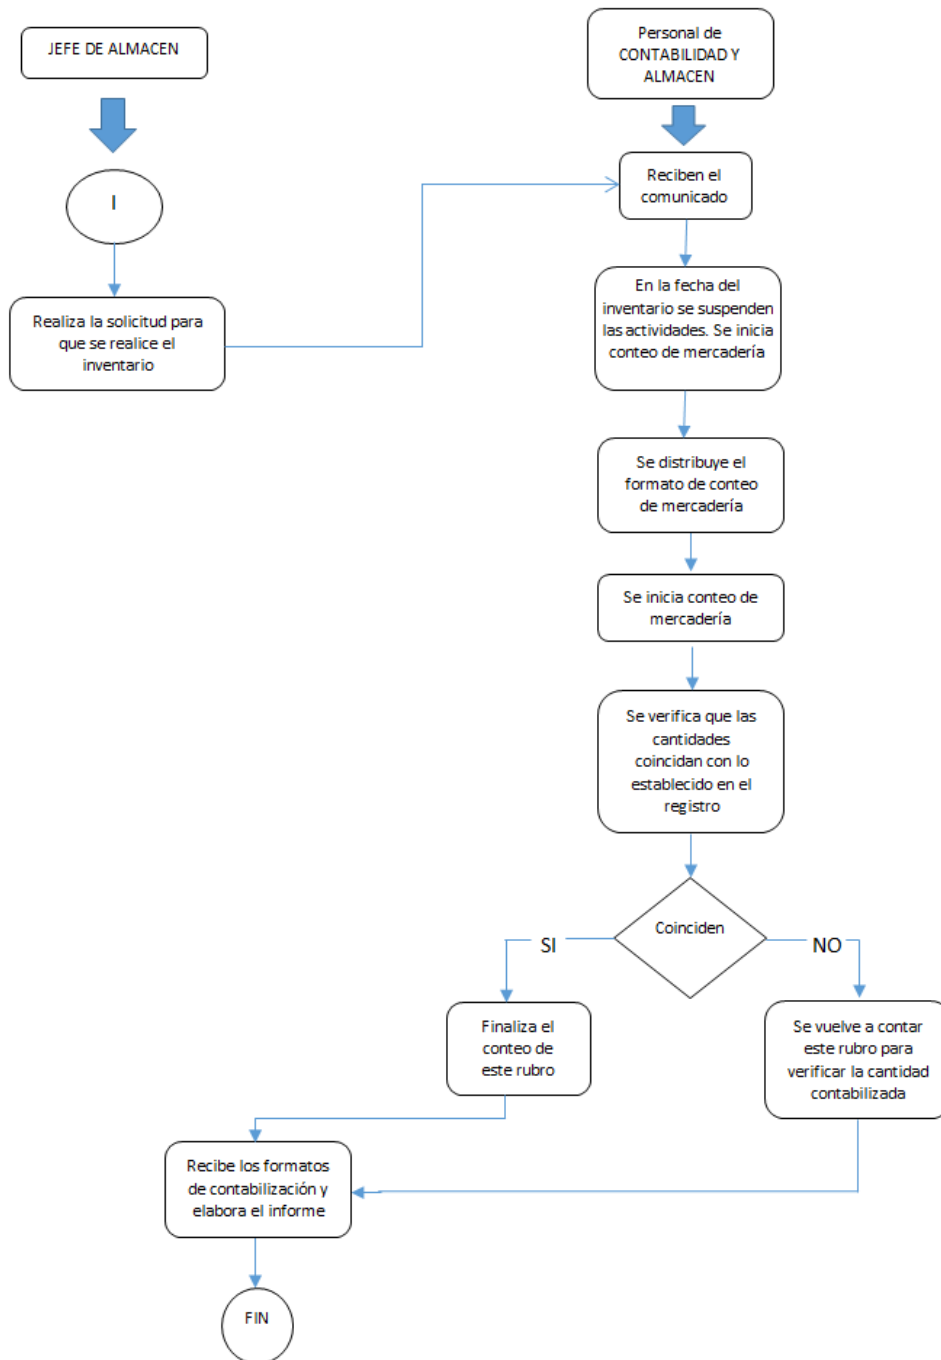 JEFE DE ALMACEN
I
Realiza la solicitud para
que se realice el
inventario
Personal de
CONTABILIDAD Y
ALMACEN
Reciben el
comunicado
En la fecha del
inventario se suspenden
las actividades. Se inicia
conteo de mercadería
Se distribuye el
formato de conteo
de mercadería
Se inicia conteo de
mercadería
Se verifica que las
cantidades
coincidan con lo
establecido en el
registro
Coinciden
SI
NO
Finaliza el
conteo de
este rubro
Se vuelve a contar
este rubro para
verificar la cantidad
contabilizada
Recibe los formatos
de contabilización y
elabora el informe
FIN